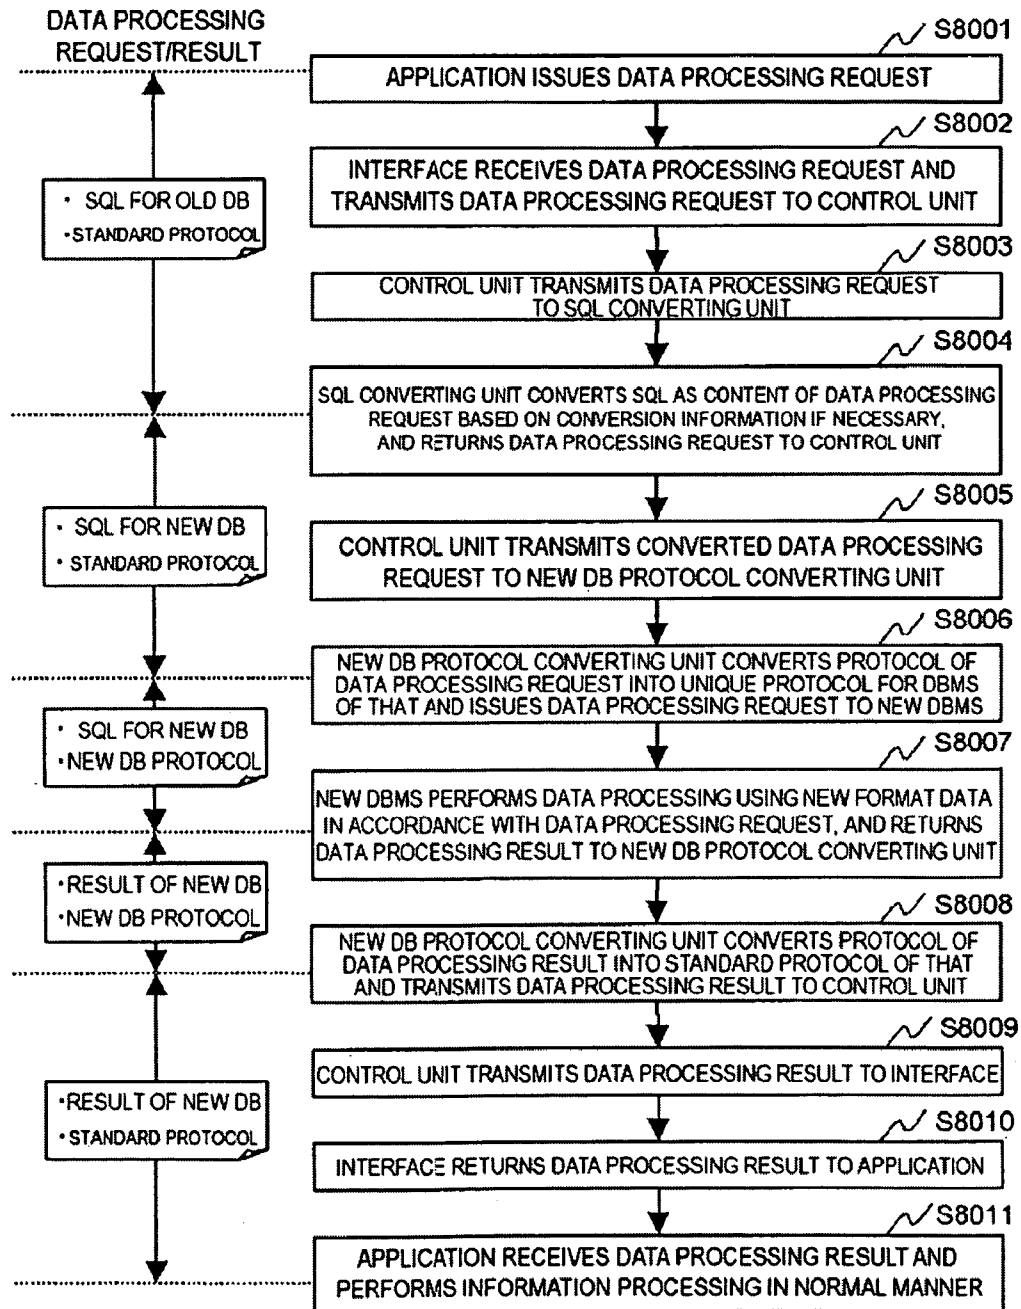 DATA PROCESSING
REQUEST/RESULT
S8001
APPLICATION ISSUES DATA PROCESSING REQUEST
S8002
INTERFACE RECEIVES DATA PROCESSING REQUEST AND
TRANSMITS DATA PROCESSING REQUEST TO CONTROL UNIT
· SQL FOR OLD DB
·STANDARD PROTOCOL
S8003
CONTROL UNIT TRANSMITS DATA PROCESSING REQUEST
TO SQL CONVERTING UNIT
S8004
SQL CONVERTING UNIT CONVERTS SQL AS CONTENT OF DATA PROCESSING
REQUEST BASED ON CONVERSION INFORMATION IF NECESSARY,
AND RETURNS DATA PROCESSING REQUEST TO CONTROL UNIT
S8005
· SQL FOR NEW DB
· STANDARD PROTOCOL
CONTROL UNIT TRANSMITS CONVERTED DATA PROCESSING
REQUEST TO NEW DB PROTOCOL CONVERTING UNIT
S8006
NEW DB PROTOCOL CONVERTING UNIT CONVERTS PROTOCOL OF
DATA PROCESSING REQUEST INTO UNIQUE PROTOCOL FOR DBMS
OF THAT AND ISSUES DATA PROCESSING REQUEST TO NEW DBMS
· SQL FOR NEW DB
·NEW DB PROTOCOL
S8007
NEW DBMS PERFORMS DATA PROCESSING USING NEW FORMAT DATA
IN ACCORDANCE WITH DATA PROCESSING REQUEST, AND RETURNS
DATA PROCESSING RESULT TO NEW DB PROTOCOL CONVERTING UNIT
·RESULT OF NEW DB
·NEW DB PROTOCOL
S8008
NEW DB PROTOCOL CONVERTING UNIT CONVERTS PROTOCOL OF
DATA PROCESSING RESULT INTO STANDARD PROTOCOL OF THAT
AND TRANSMITS DATA PROCESSING RESULT TO CONTROL UNIT
S8009
CONTROL UNIT TRANSMITS DATA PROCESSING RESULT TO INTERFACE
·RESULT OF NEW DB
·STANDARD PROTOCOL
S8010
INTERFACE RETURNS DATA PROCESSING RESULT TO APPLICATION
S8011
APPLICATION RECEIVES DATA PROCESSING RESULT AND
PERFORMS INFORMATION PROCESSING IN NORMAL MANNER